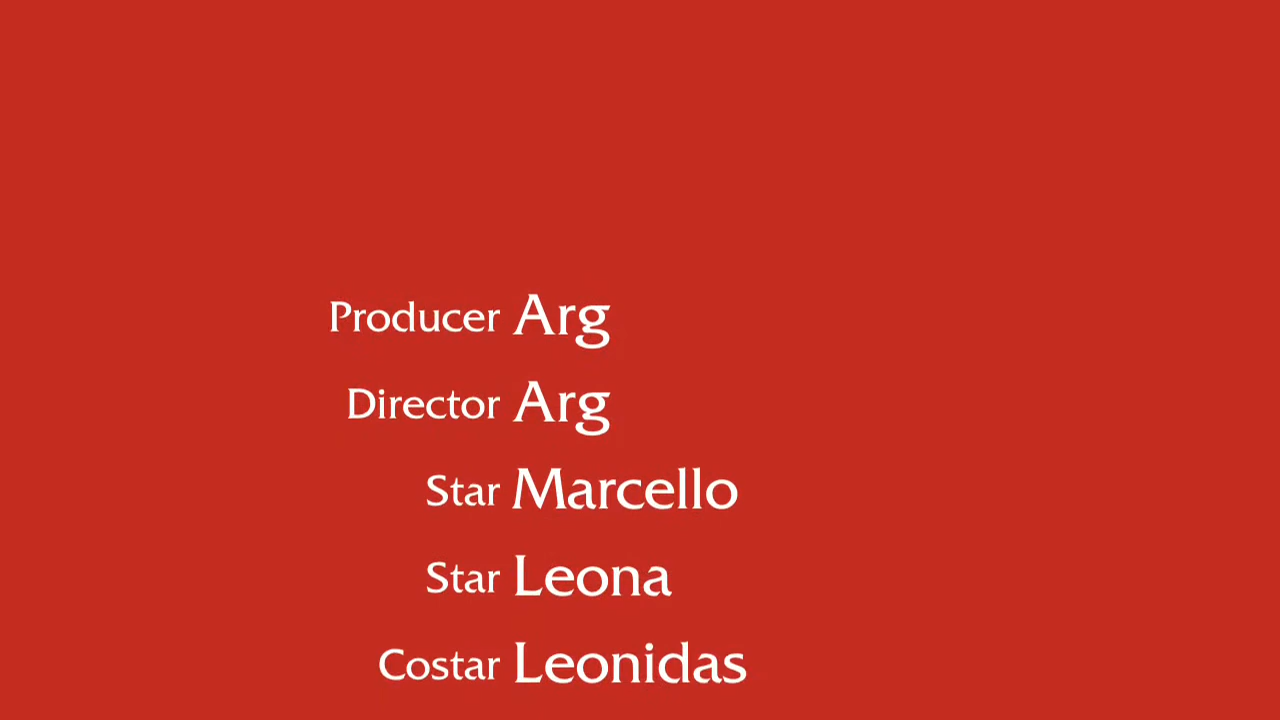 Producer Arg
Director Arg
Star Marcello
Star Leona
Costar Leonidas